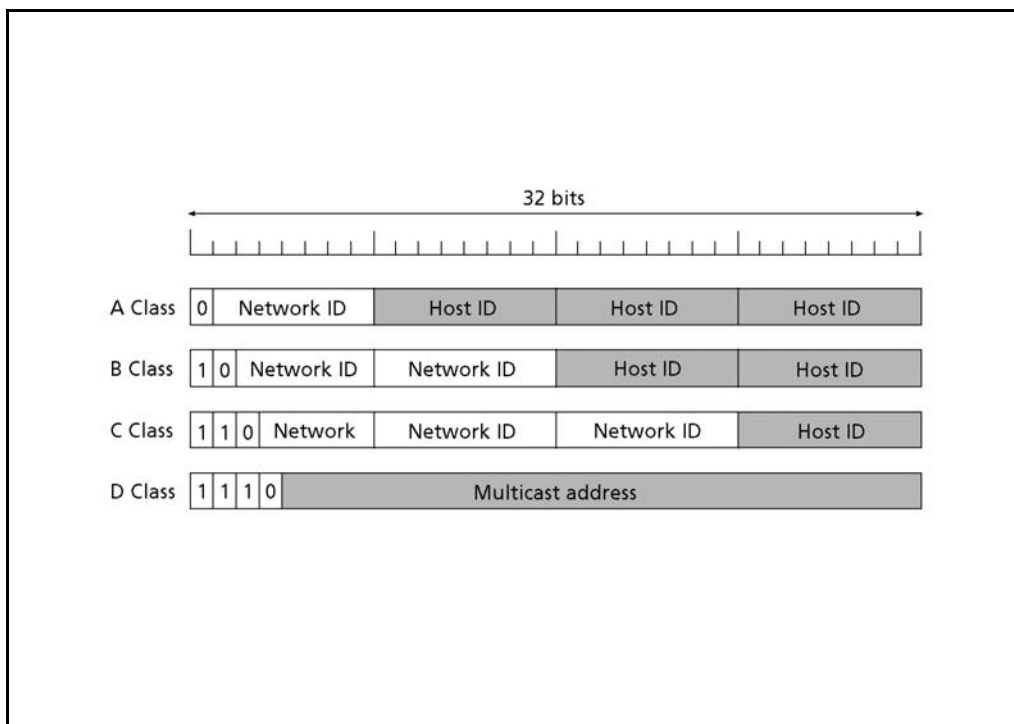 32 bits
A Class 0 Network ID Host ID Host ID Host ID
B Class 1 0 Network ID Network ID Host ID Host ID
C Class 1 1 0 Network Network ID Network ID Host ID
D Class 1 1 1 0 Multicast address